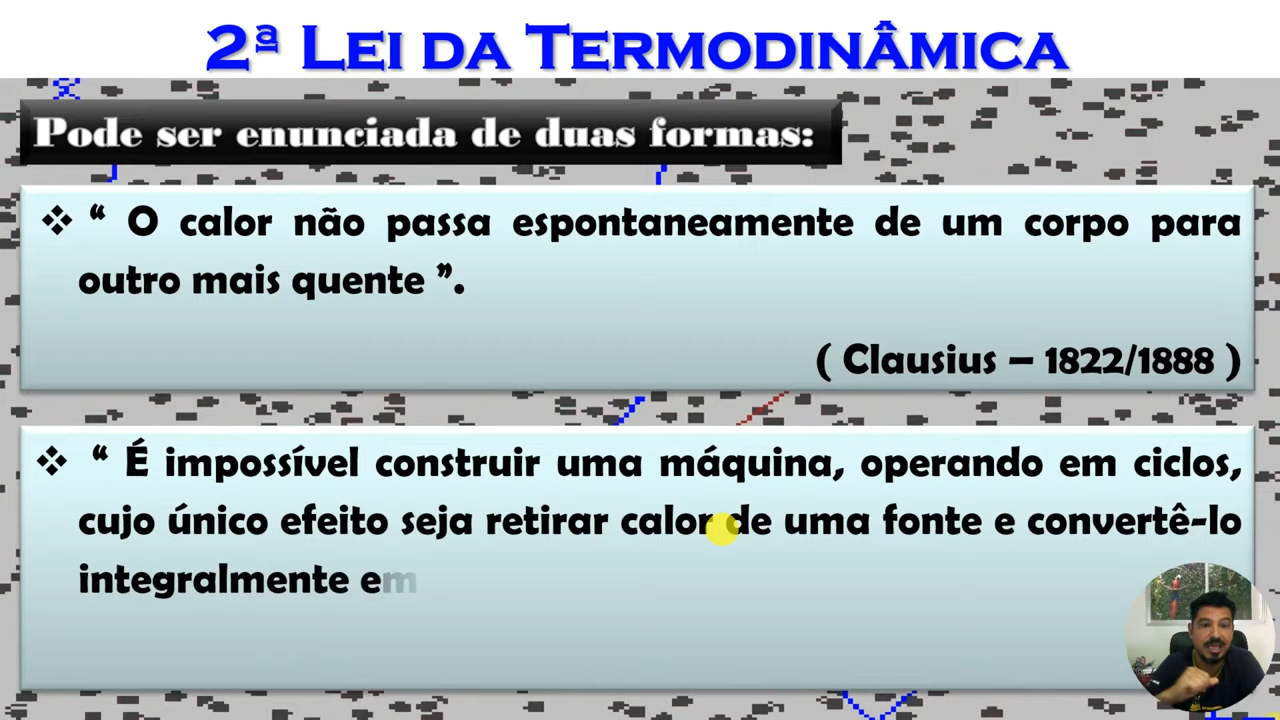 2ª Lei da Termodinâmica
Pode ser enunciada de duas formas:
❖ “ O calor não passa espontaneamente de um corpo para
outro mais quente ”.
( Clausius – 1822/1888 )
❖ “ É impossível construir uma máquina, operando em ciclos,
cujo único efeito seja retirar calor de uma fonte e convertê-lo
integralmente em